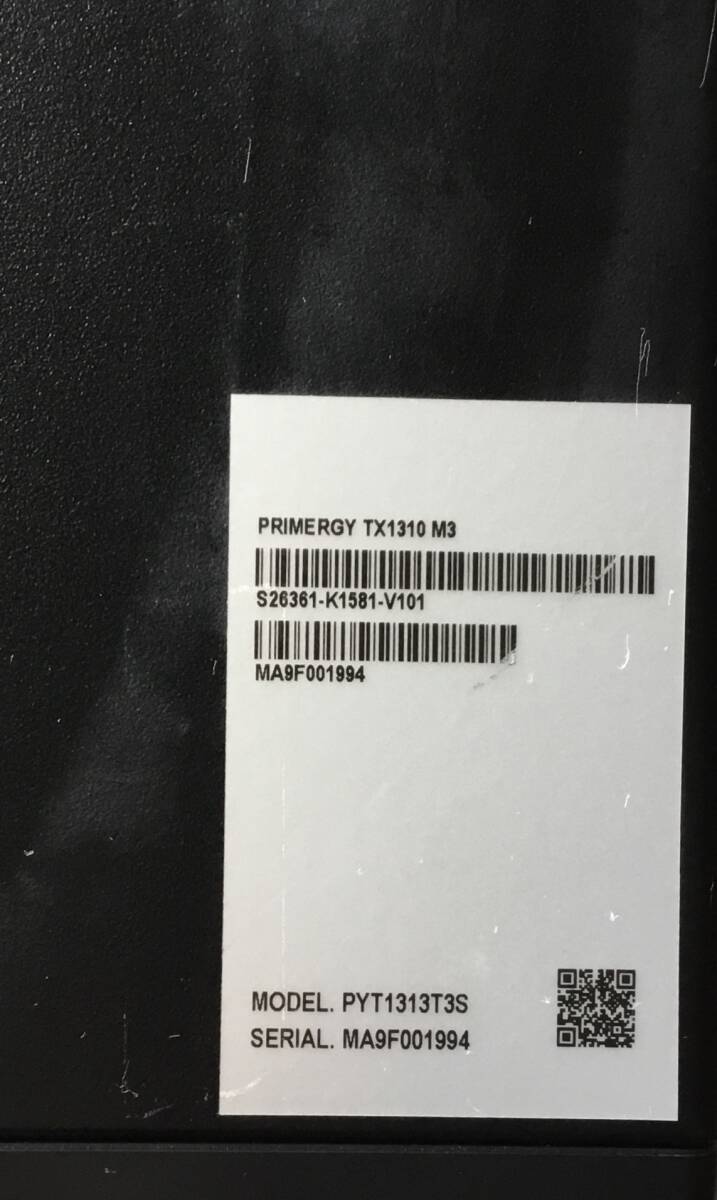 PRIMERGY TX1310 M3
S26361-K1581-V101
MA9F001994
MODEL. PYT1313T3S
SERIAL. MA9F001994